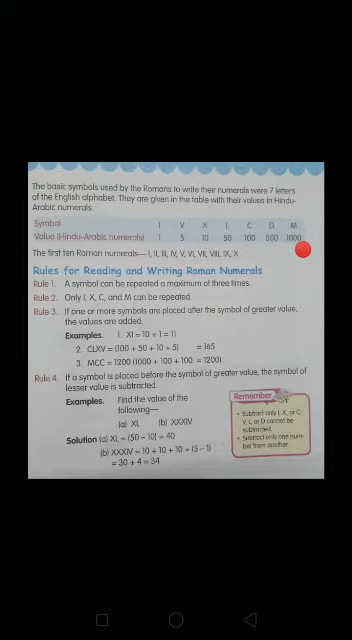 The basic symbols used by the Romans to write their numerals were 7 letters
of the English alphabet. They are given in the table with their values in Hindu-
Arabic numerals.
Symbol I V X L C D M
Value (Hindu-Arabic numerals) 1 5 10 50 100 500 1000
The first ten Roman numerals— I, II, III, IV, V, VI, VII, VIII, IX, X
Rules for Reading and Writing Roman Numerals
Rule 1. A symbol can be repeated a maximum of three times.
Rule 2. Only I, X, C, and M can be repeated.
Rule 3. If one or more symbols are placed after the symbol of greater value,
the values are added.
Examples. 1. XI = 10 + 1 = 11
2. CLXV = (100 + 50 + 10 + 5) = 165
3. MCC = 1200 (1000 + 100 + 100 = 1200)
Rule 4. If a symbol is placed before the symbol of greater value, the symbol of
lesser value is subtracted.
Examples. Find the value of the
following—
(a) XL (b) XXXIV
Solution (a) XL = (50 – 10) = 40
(b) XXXIV = 10 + 10 + 10 + (5 – 1)
= 30 + 4 = 34
Remember
• Subtract only I, X, or C.
V, L, or D cannot be
subtracted.
• Subtract only one num-
ber from another.